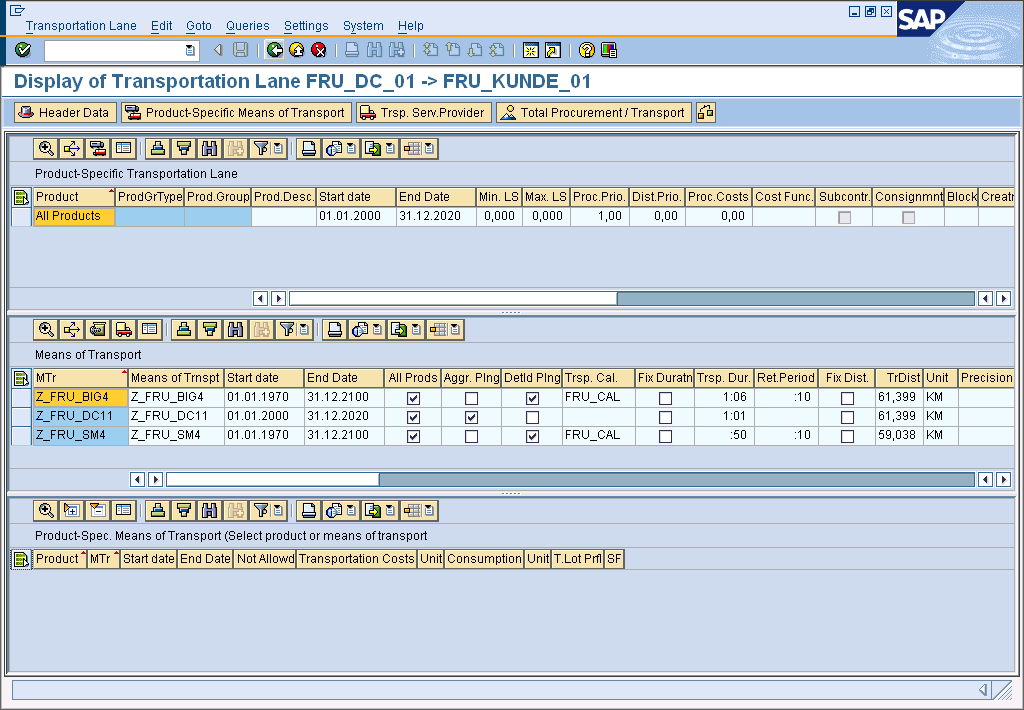 Transportation Lane Edit Goto Queries Settings System Help
SAP
Display of Transportation Lane FRU_DC_01 -> FRU_KUNDE_01
Header Data Product-Specific Means of Transport Trsp. Serv.Provider Total Procurement / Transport
Product-Specific Transportation Lane
Product ProdGrType Prod.Group Prod.Desc. Start date End Date Min. LS Max. LS Proc.Prio. Dist.Prio. Proc.Costs Cost Func. Subcontr. Consignmnt Block Creatn
All Products 01.01.2000 31.12.2020 0,000 0,000 1,00 0,00 0,00
Means of Transport
MTr Means of Trnspt Start date End Date All Prods Aggr. Plng Detld Plng Trsp. Cal. Fix Duratn Trsp. Dur. Ret.Period Fix Dist. TrDist Unit Precision
Z_FRU_BIG4 Z_FRU_BIG4 01.01.1970 31.12.2100 FRU_CAL 1:06 :10 61,399 KM
Z_FRU_DC11 Z_FRU_DC11 01.01.2000 31.12.2020 1:01 61,399 KM
Z_FRU_SM4 Z_FRU_SM4 01.01.1970 31.12.2100 FRU_CAL :50 :10 59,038 KM
Product-Spec. Means of Transport (Select product or means of transport
Product MTr Start date End Date Not Allowd Transportation Costs Unit Consumption Unit T.Lot Prfl SF